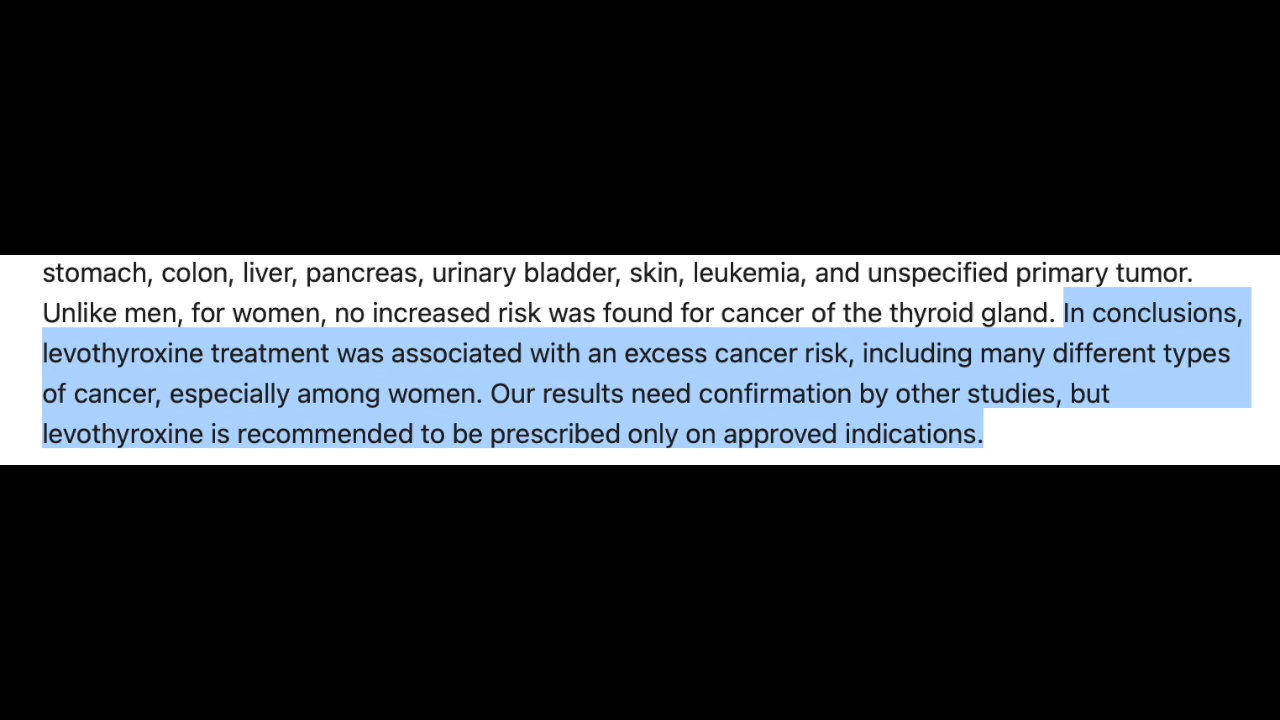 stomach, colon, liver, pancreas, urinary bladder, skin, leukemia, and unspecified primary tumor.
Unlike men, for women, no increased risk was found for cancer of the thyroid gland. In conclusions,
levothyroxine treatment was associated with an excess cancer risk, including many different types
of cancer, especially among women. Our results need confirmation by other studies, but
levothyroxine is recommended to be prescribed only on approved indications.